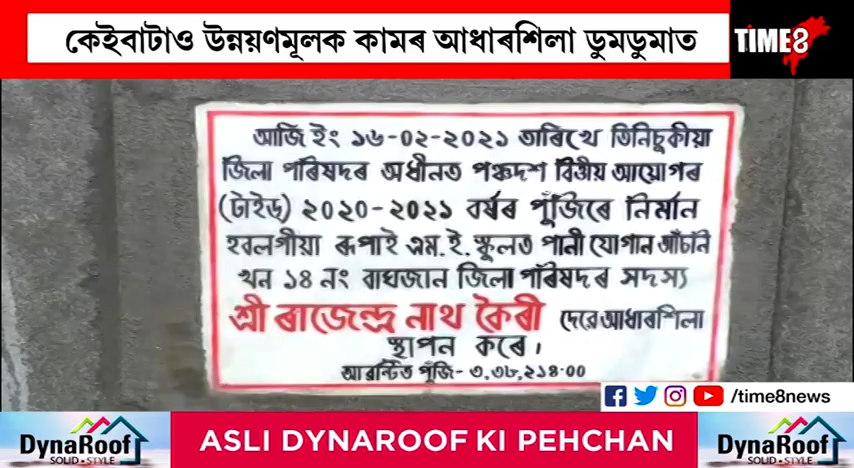 কেইবাটাও উন্নয়ণমূলক কামৰ আধাৰশিলা ডুমডুমাত
TIME8
আজি ইং ১৬-০২-২০২১ তাৰিখে তিনিচুকীয়া
জিলা পৰিষদৰ অধীনত পঞ্চদশ বিত্তীয় আয়োগৰ
(টাইড) ২০২০-২০২১ বৰ্ষৰ পুঁজিৰে নিৰ্মান
হবলগীয়া ৰূপাই এম.ই. স্কুলত পানী যোগান আঁচনি
খন ১৪ নং বাঘজান জিলা পৰিষদৰ সদস্য
শ্ৰী ৰাজেন্দ্ৰ নাথ কৈৰী দেৱে আধাৰশিলা
স্থাপন কৰে।
আৱন্টিত পুঁজি- ৩,৩৮,২১৪.০০
/time8news
DynaRoof
SOLID STYLE
ASLI DYNAROOF KI PEHCHAN
DynaRoof
SOLID STYLE